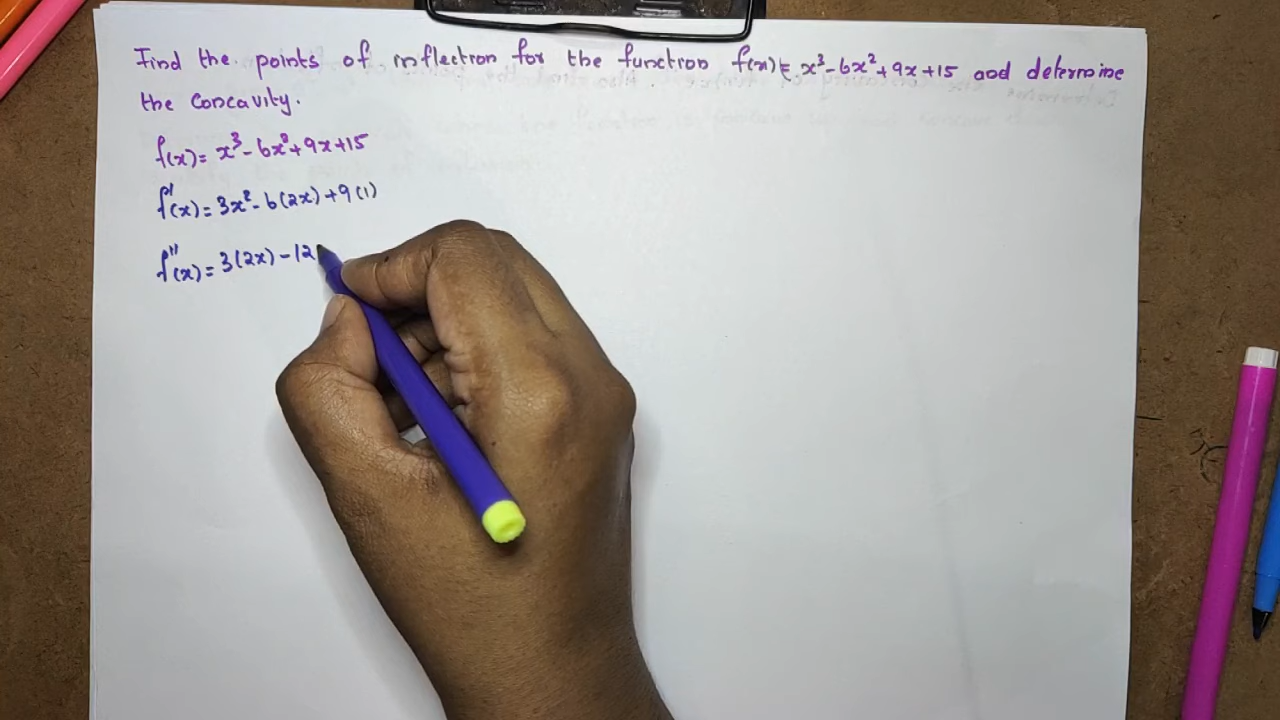 Find the points of inflection for the function f(x) = x³-6x²+9x+15 and determine
the concavity.
f(x) = x³-6x²+9x+15
f'(x) = 3x²-6(2x)+9(1)
f''(x) = 3(2x)-12